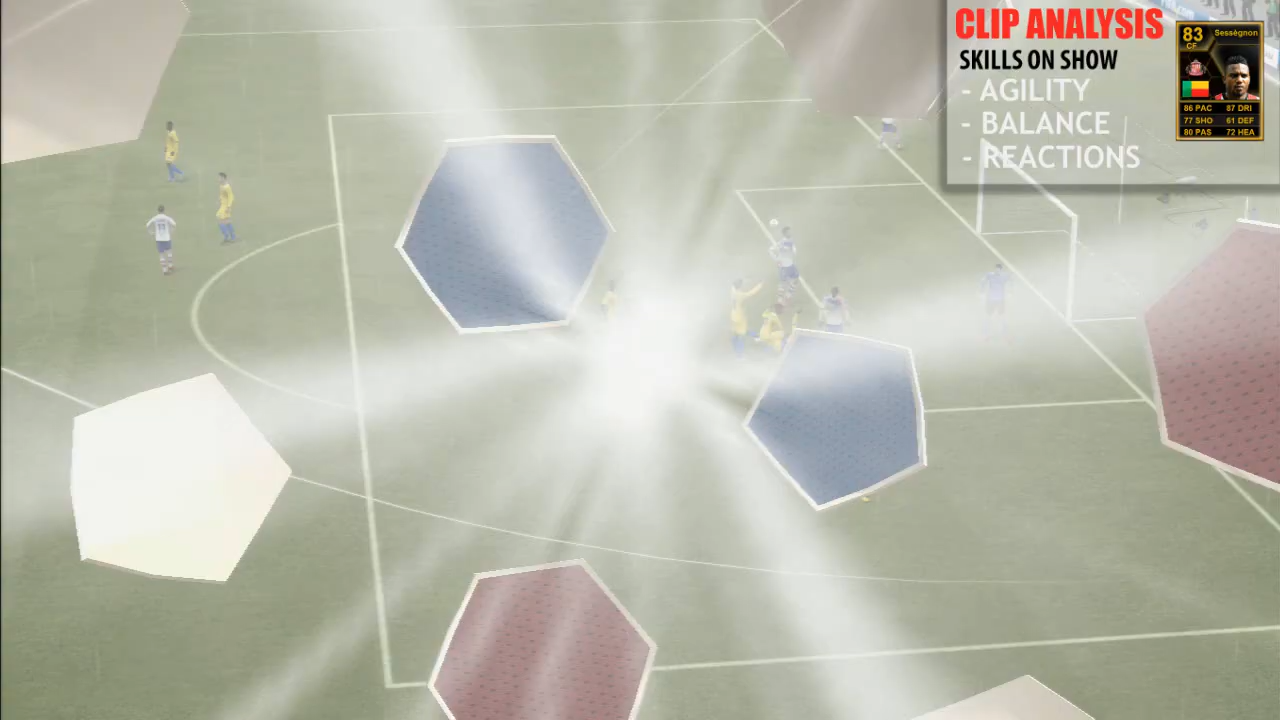 CLIP ANALYSIS
SKILLS ON SHOW
- AGILITY
- BALANCE
- REACTIONS
83
CF
Sessègnon
86 PAC 87 DRI
77 SHO 61 DEF
80 PAS 72 HEA